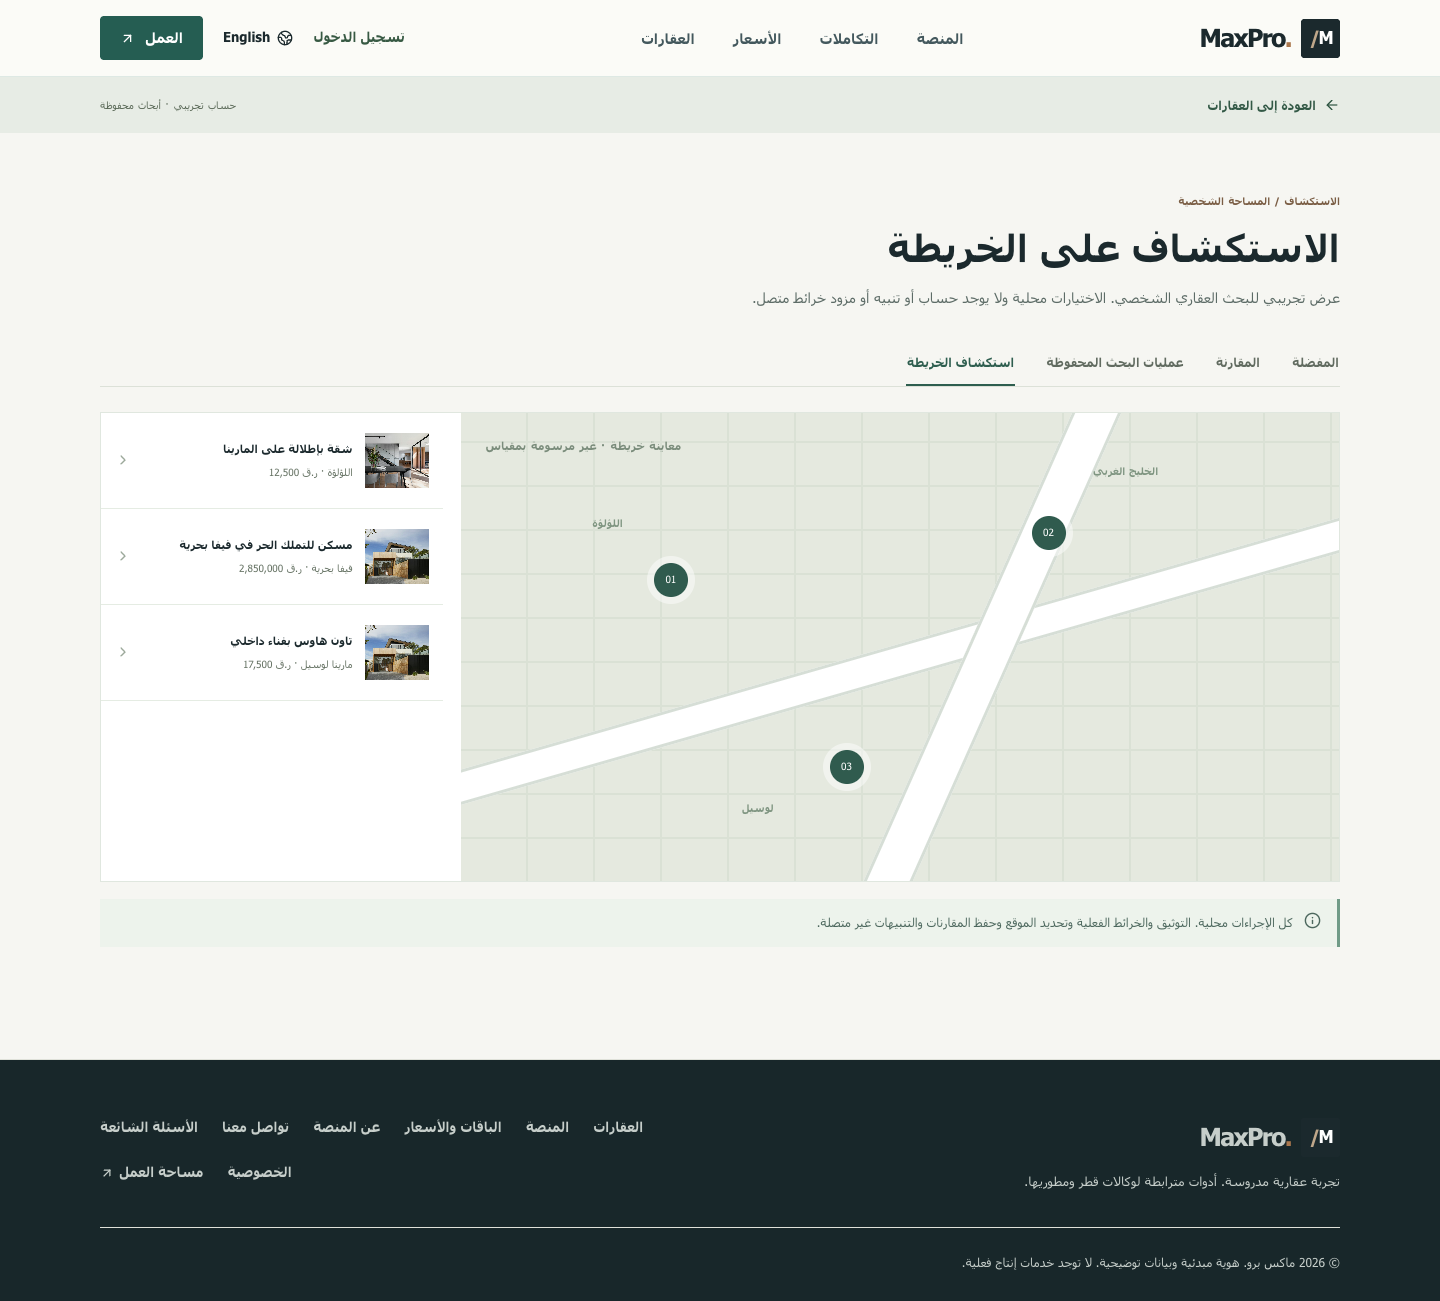 M/ MaxPro.
المنصة
التكاملات
الأسعار
العقارات
تسجيل الدخول
English
العمل
العودة إلى العقارات
حساب تجريبي · أبحاث محفوظة
الاستكشاف / المساحة الشخصية
الاستكشاف على الخريطة
عرض تجريبي للبحث العقاري الشخصي. الاختيارات محلية ولا يوجد حساب أو تنبيه أو مزود خرائط متصل.
المفضلة
المقارنة
عمليات البحث المحفوظة
استكشاف الخريطة
معاينة خريطة · غير مرسومة بمقياس
الخليج العربي
اللؤلؤة
02
01
03
لوسيل
شقة بإطلالة على المارينا
اللؤلؤة · ر.ق 12,500
مسكن للتملك الحر في فيفا بحرية
فيفا بحرية · ر.ق 2,850,000
تاون هاوس بفناء داخلي
مارينا لوسيل · ر.ق 17,500
كل الإجراءات محلية. التوثيق والخرائط الفعلية وتحديد الموقع وحفظ المقارنات والتنبيهات غير متصلة.
M/ MaxPro.
تجربة عقارية مدروسة. أدوات مترابطة لوكالات قطر ومطوريها.
العقارات
المنصة
الباقات والأسعار
عن المنصة
تواصل معنا
الأسئلة الشائعة
الخصوصية
مساحة العمل
© 2026 ماكس برو. هوية مبدئية وبيانات توضيحية. لا توجد خدمات إنتاج فعلية.